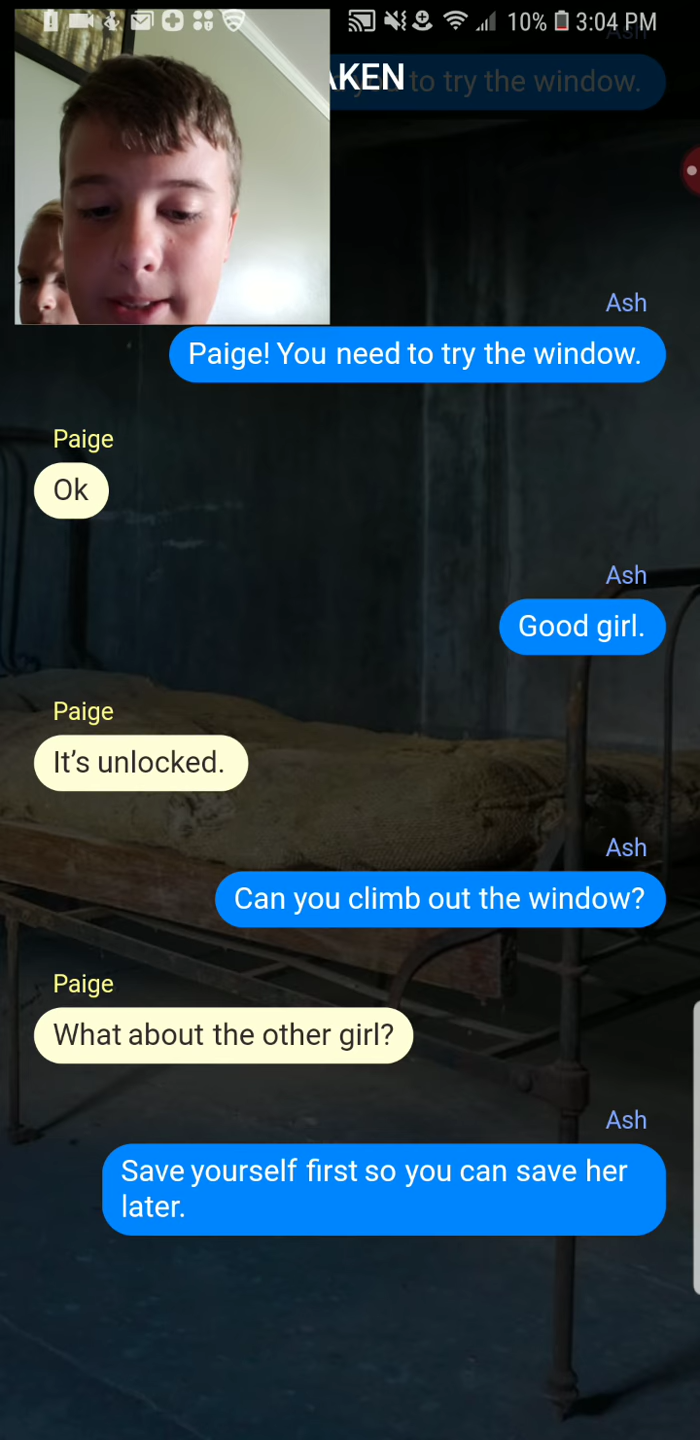 10% 3:04 PM
Ash
AKEN
you to try the window.
Ash
Paige! You need to try the window.
Paige
Ok
Ash
Good girl.
Paige
It’s unlocked.
Ash
Can you climb out the window?
Paige
What about the other girl?
Ash
Save yourself first so you can save her
later.